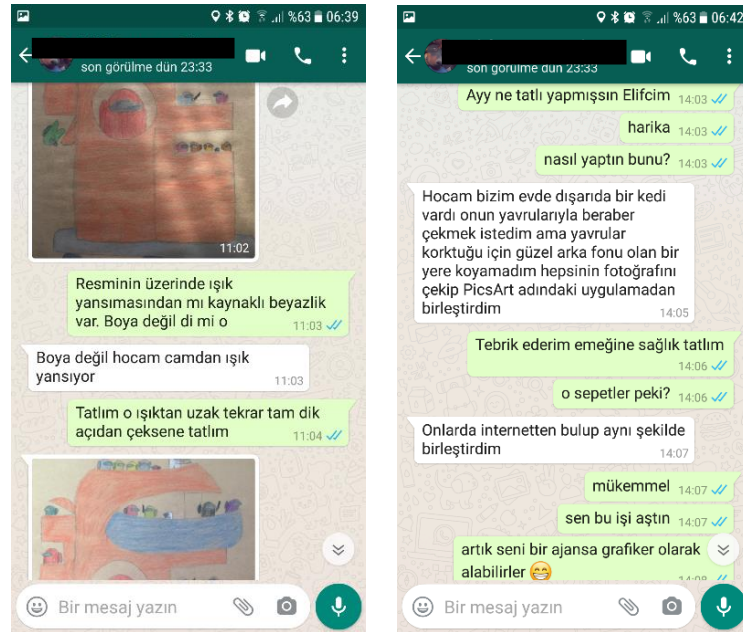 %63 06:39
son görülme dün 23:33
11:02
Resminin üzerinde ışık
yansımasından mı kaynaklı beyazlik
var. Boya değil di mi o
11:03
Boya değil hocam camdan ışık
yansıyor
11:03
Tatlım o ışıktan uzak tekrar tam dik
açıdan çeksene tatlım
11:04
Bir mesaj yazın
%63 06:42
son görülme dün 23:33
Ayy ne tatlı yapmışsın Elifcim 14:03
harika 14:03
nasıl yaptın bunu? 14:03
Hocam bizim evde dışarıda bir kedi
vardı onun yavrularıyla beraber
çekmek istedim ama yavrular
korktuğu için güzel arka fonu olan bir
yere koyamadım hepsinin fotoğrafını
çekip PicsArt adındaki uygulamadan
birleştirdim
14:05
Tebrik ederim emeğine sağlık tatlım
14:06
o sepetler peki? 14:06
Onlarda internetten bulup aynı şekilde
birleştirdim
14:07
mükemmel 14:07
sen bu işi aştın 14:07
artık seni bir ajansa grafiker olarak
alabilirler 😁 14:08
Bir mesaj yazın